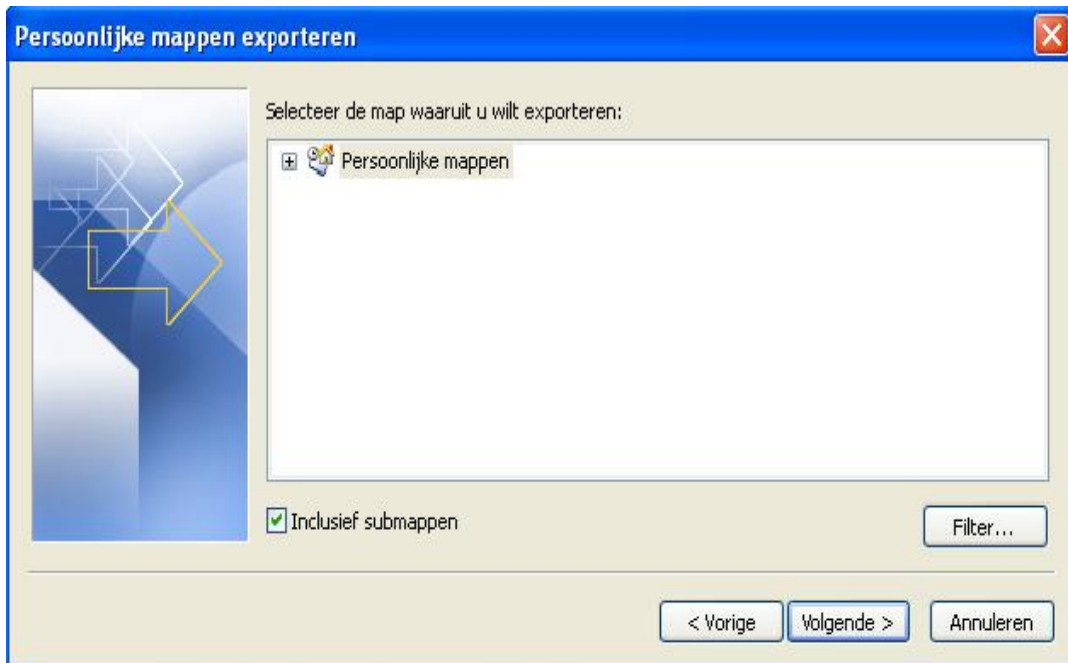 Persoonlijke mappen exporteren
Selecteer de map waaruit u wilt exporteren:
Persoonlijke mappen
Inclusief submappen
Filter...
< Vorige
Volgende >
Annuleren